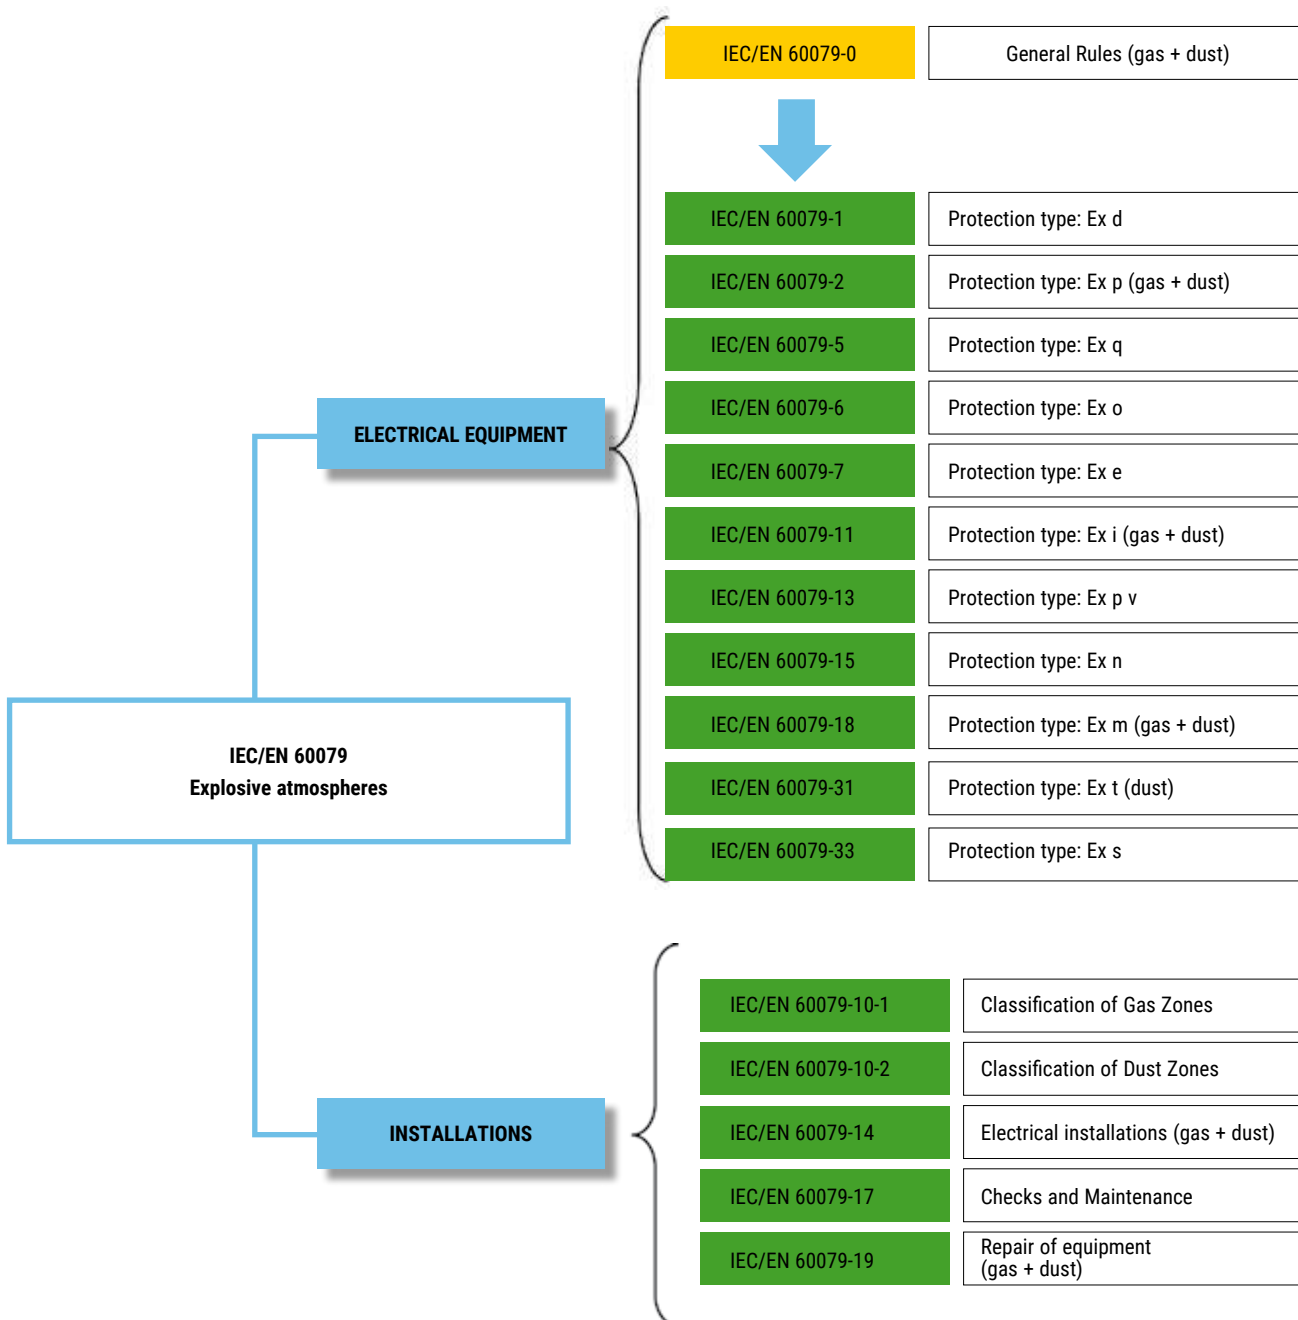 IEC/EN 60079-0
General Rules (gas + dust)
IEC/EN 60079-1
Protection type: Ex d
IEC/EN 60079-2
Protection type: Ex p (gas + dust)
IEC/EN 60079-5
Protection type: Ex q
IEC/EN 60079-6
Protection type: Ex o
ELECTRICAL EQUIPMENT
IEC/EN 60079-7
Protection type: Ex e
IEC/EN 60079-11
Protection type: Ex i (gas + dust)
IEC/EN 60079-13
Protection type: Ex p v
IEC/EN 60079-15
Protection type: Ex n
IEC/EN 60079-18
Protection type: Ex m (gas + dust)
IEC/EN 60079
Explosive atmospheres
IEC/EN 60079-31
Protection type: Ex t (dust)
IEC/EN 60079-33
Protection type: Ex s
IEC/EN 60079-10-1
Classification of Gas Zones
IEC/EN 60079-10-2
Classification of Dust Zones
INSTALLATIONS
IEC/EN 60079-14
Electrical installations (gas + dust)
IEC/EN 60079-17
Checks and Maintenance
IEC/EN 60079-19
Repair of equipment
(gas + dust)